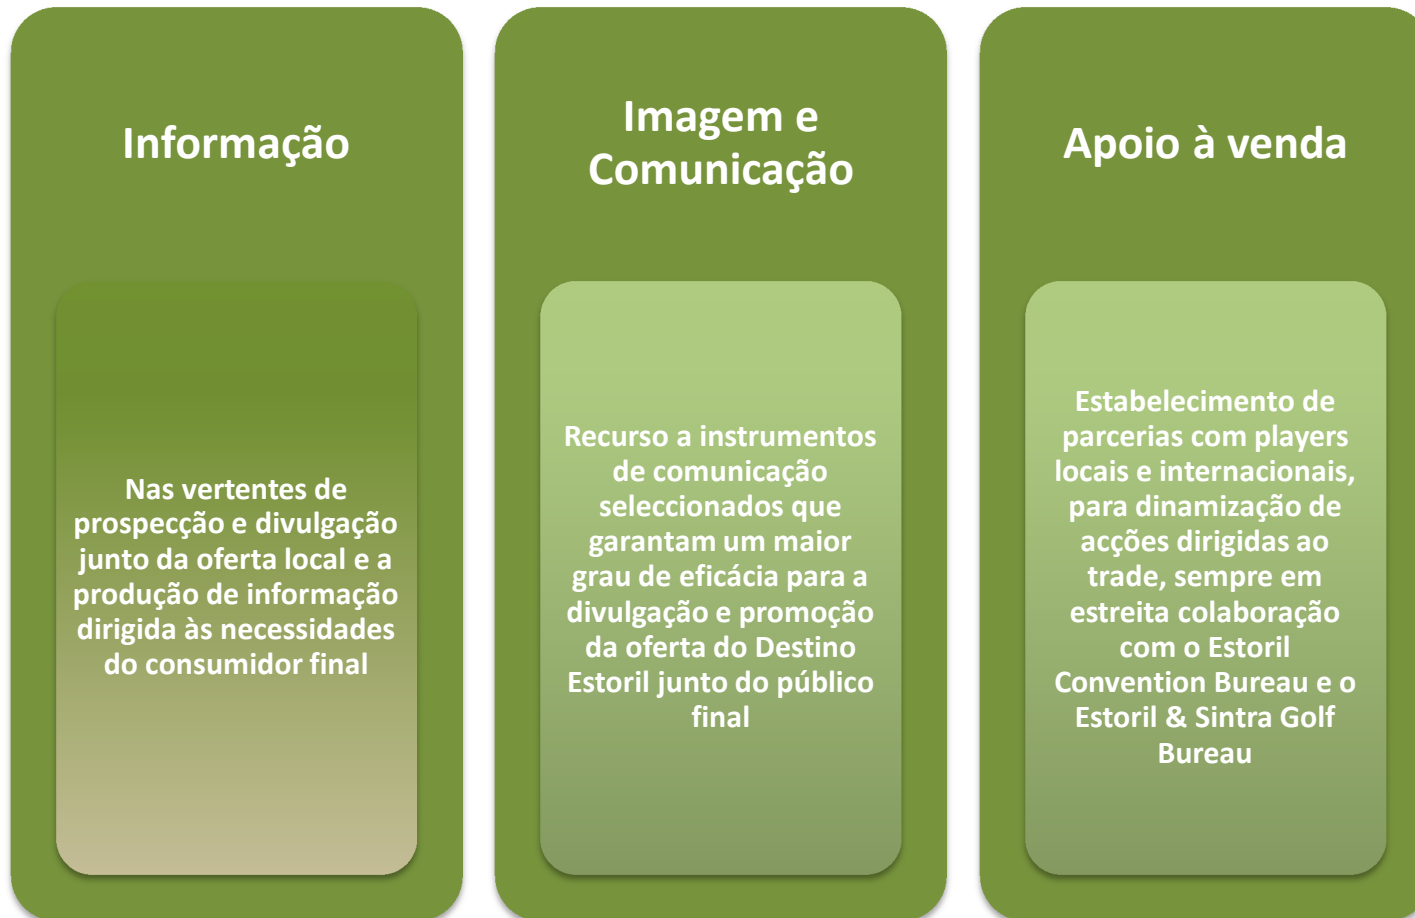 Informação
Nas vertentes de
prospecção e divulgação
junto da oferta local e a
produção de informação
dirigida às necessidades
do consumidor final
Imagem e
Comunicação
Recurso a instrumentos
de comunicação
seleccionados que
garantam um maior
grau de eficácia para a
divulgação e promoção
da oferta do Destino
Estoril junto do público
final
Apoio à venda
Estabelecimento de
parcerias com players
locais e internacionais,
para dinamização de
acções dirigidas ao
trade, sempre em
estreita colaboração
com o Estoril
Convention Bureau e o
Estoril & Sintra Golf
Bureau